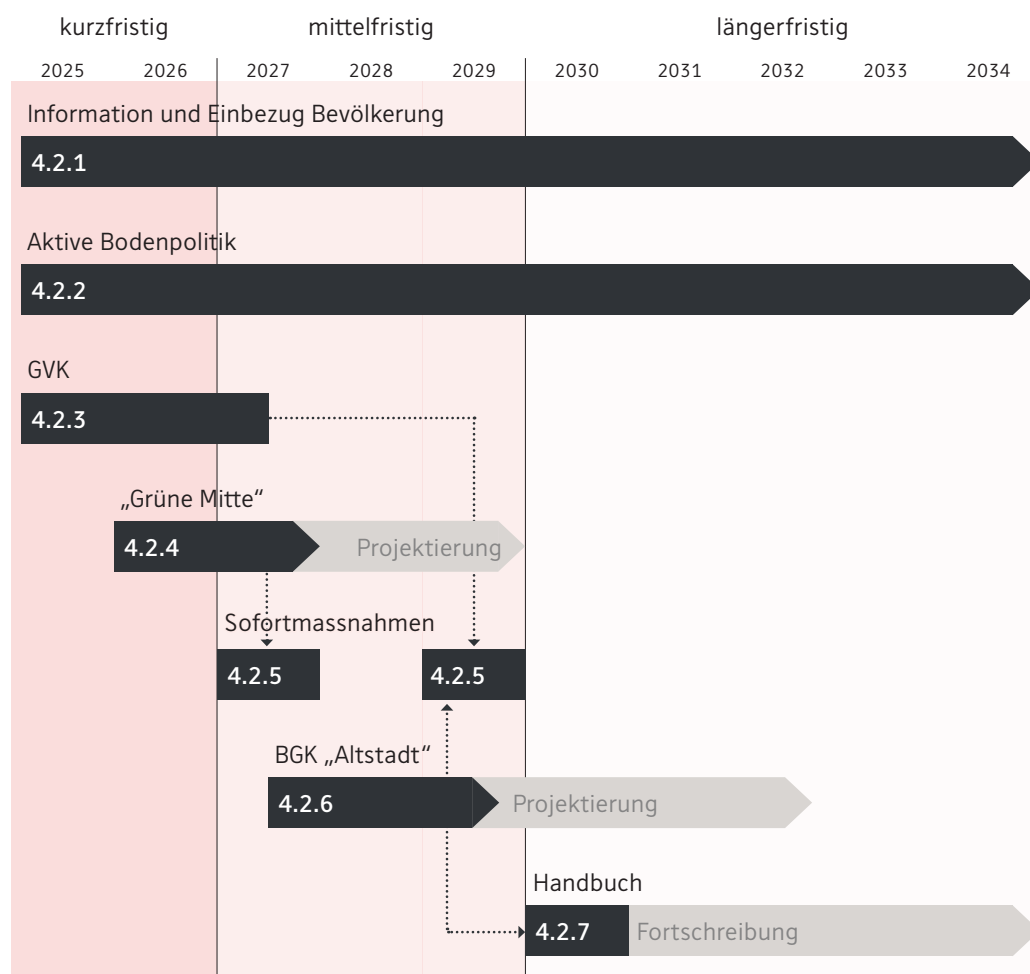 kurzfristig mittelfristig längerfristig
2025 2026 2027 2028 2029 2030 2031 2032 2033 2034
Information und Einbezug Bevölkerung
4.2.1
Aktive Bodenpolitik
4.2.2
GVK
4.2.3
„Grüne Mitte“
4.2.4 Projektierung
Sofortmassnahmen
4.2.5 4.2.5
BGK „Altstadt“
4.2.6 Projektierung
Handbuch
4.2.7 Fortschreibung